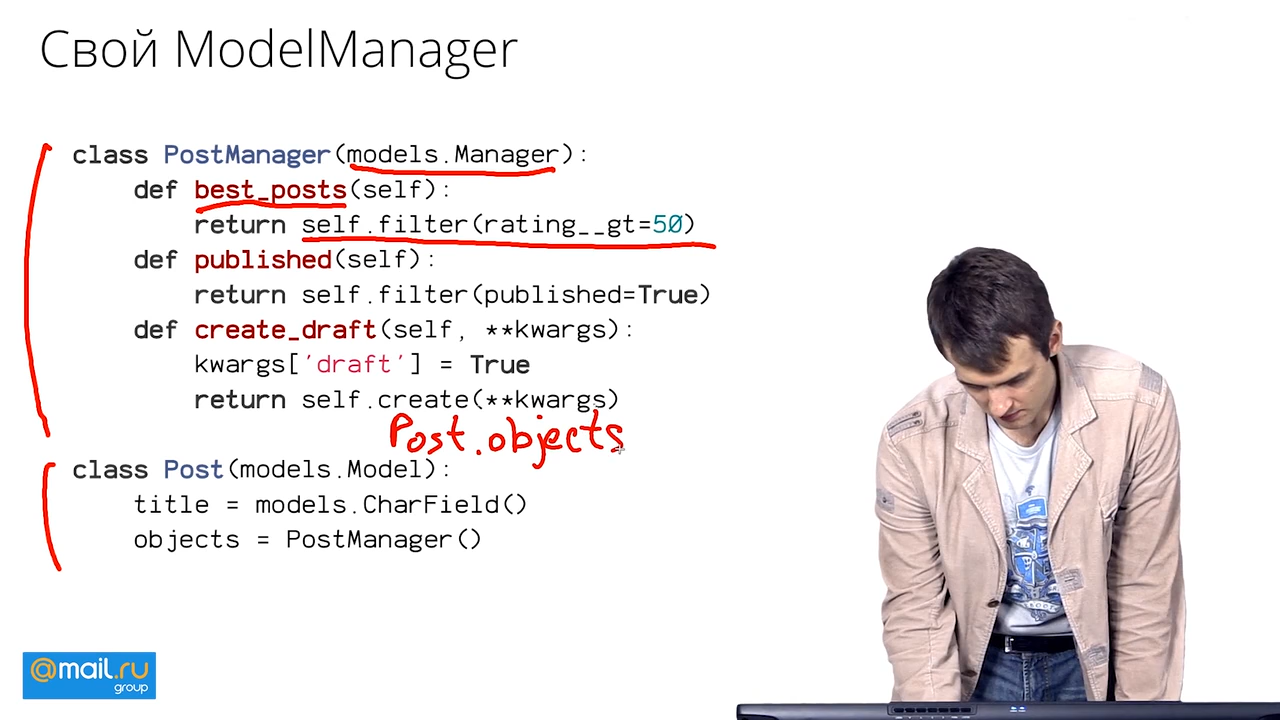 Свой ModelManager
class PostManager(models.Manager):
    def best_posts(self):
        return self.filter(rating__gt=50)
    def published(self):
        return self.filter(published=True)
    def create_draft(self, **kwargs):
        kwargs['draft'] = True
        return self.create(**kwargs)
Post.objects
class Post(models.Model):
    title = models.CharField()
    objects = PostManager()
@mail.ru
group